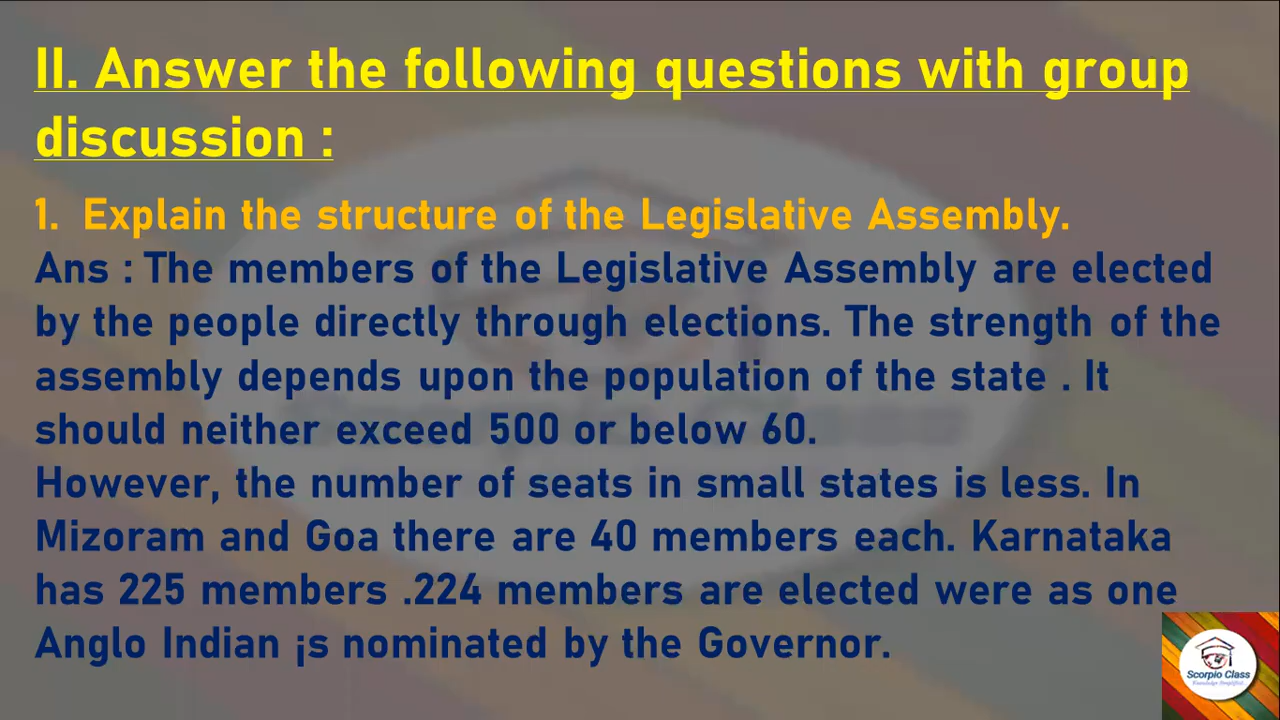 II. Answer the following questions with group
discussion :
1. Explain the structure of the Legislative Assembly.
Ans : The members of the Legislative Assembly are elected
by the people directly through elections. The strength of the
assembly depends upon the population of the state . It
should neither exceed 500 or below 60.
However, the number of seats in small states is less. In
Mizoram and Goa there are 40 members each. Karnataka
has 225 members .224 members are elected were as one
Anglo Indian ¡s nominated by the Governor.
Scorpio Class